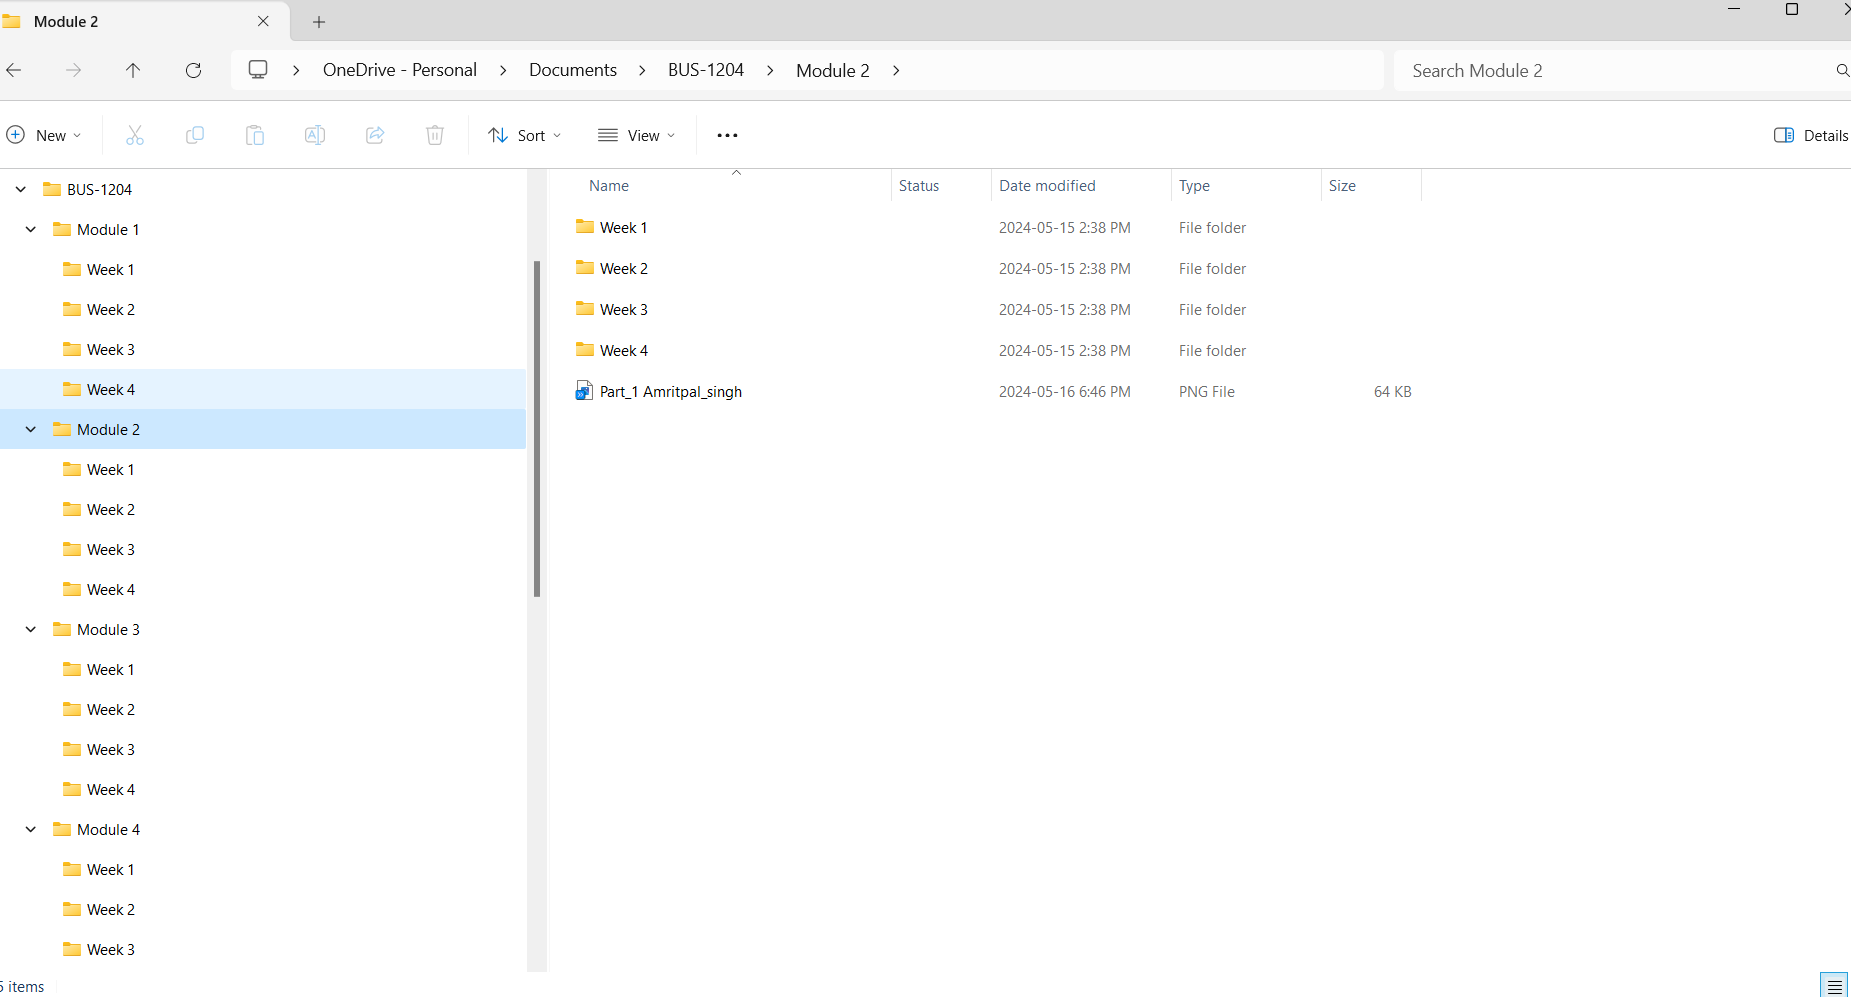 Module 2
OneDrive - Personal Documents BUS-1204 Module 2
Search Module 2
New Sort View Details
BUS-1204
Module 1
Week 1
Week 2
Week 3
Week 4
Module 2
Week 1
Week 2
Week 3
Week 4
Module 3
Week 1
Week 2
Week 3
Week 4
Module 4
Week 1
Week 2
Week 3
Name Status Date modified Type Size
Week 1 2024-05-15 2:38 PM File folder
Week 2 2024-05-15 2:38 PM File folder
Week 3 2024-05-15 2:38 PM File folder
Week 4 2024-05-15 2:38 PM File folder
Part_1 Amritpal_singh 2024-05-16 6:46 PM PNG File 64 KB
5 items